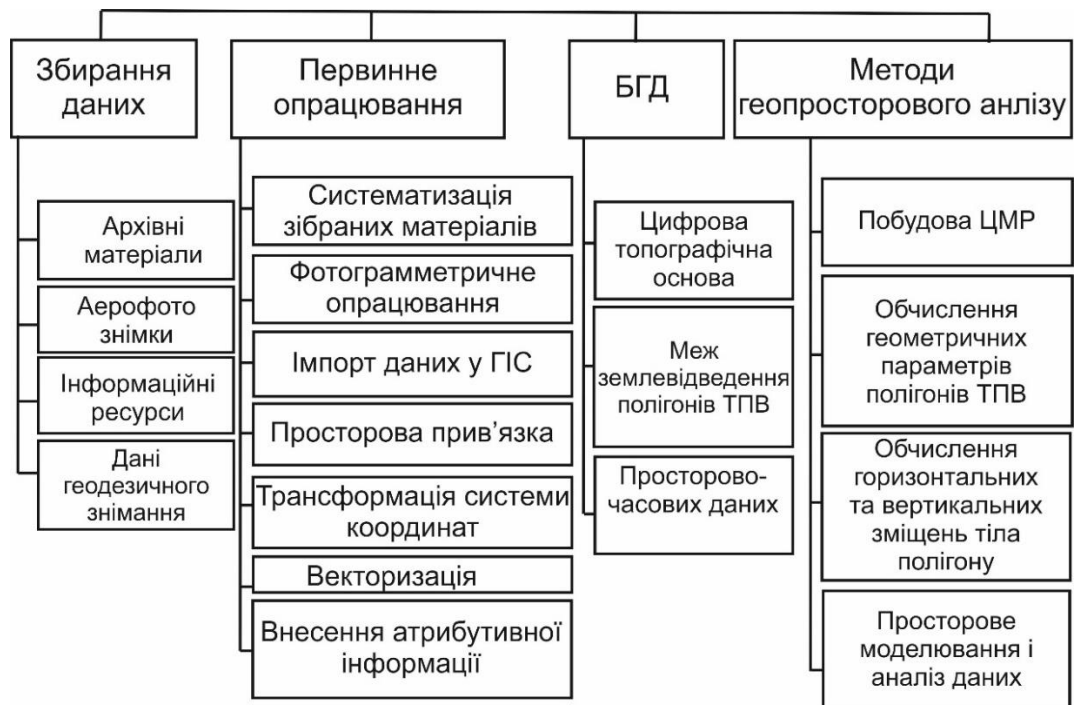 Збирання
даних
Первинне
опрацювання
БГД
Методи
геопросторового анлізу
Архівні
матеріали
Аерофото
знімки
Інформаційні
ресурси
Дані
геодезичного
знімання
Систематизація
зібраних матеріалів
Фотограмметричне
опрацювання
Імпорт даних у ГІС
Просторова прив’язка
Трансформація системи
координат
Векторизація
Внесення атрибутивної
інформації
Цифрова
топографічна
основа
Меж
землевідведення
полігонів ТПВ
Просторово-
часових даних
Побудова ЦМР
Обчислення
геометричних
параметрів
полігонів ТПВ
Обчислення
горизонтальних
та вертикальних
зміщень тіла
полігону
Просторове
моделювання і
аналіз даних